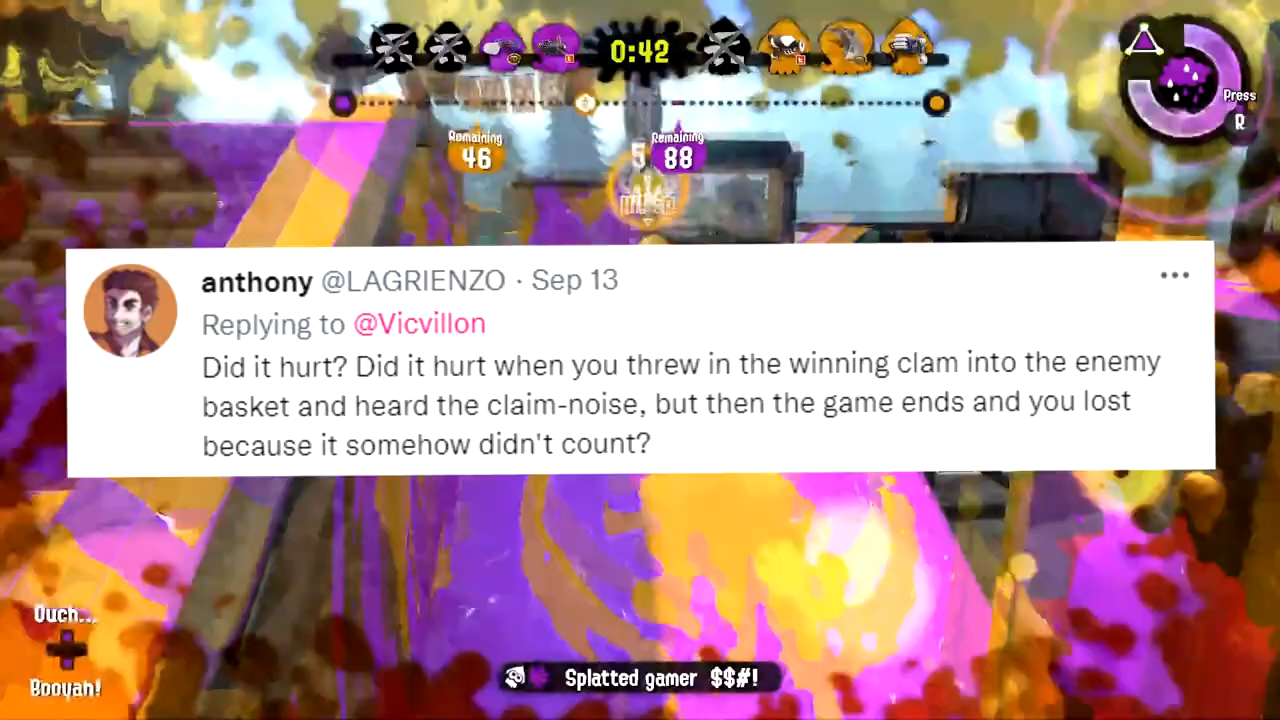 0:42
Press
R
Remaining
46
5
Remaining
88
anthony @LAGRIENZO · Sep 13
Replying to @Vicvillon
Did it hurt? Did it hurt when you threw in the winning clam into the enemy
basket and heard the claim-noise, but then the game ends and you lost
because it somehow didn't count?
Ouch...
Booyah!
Splatted gamer $$#!